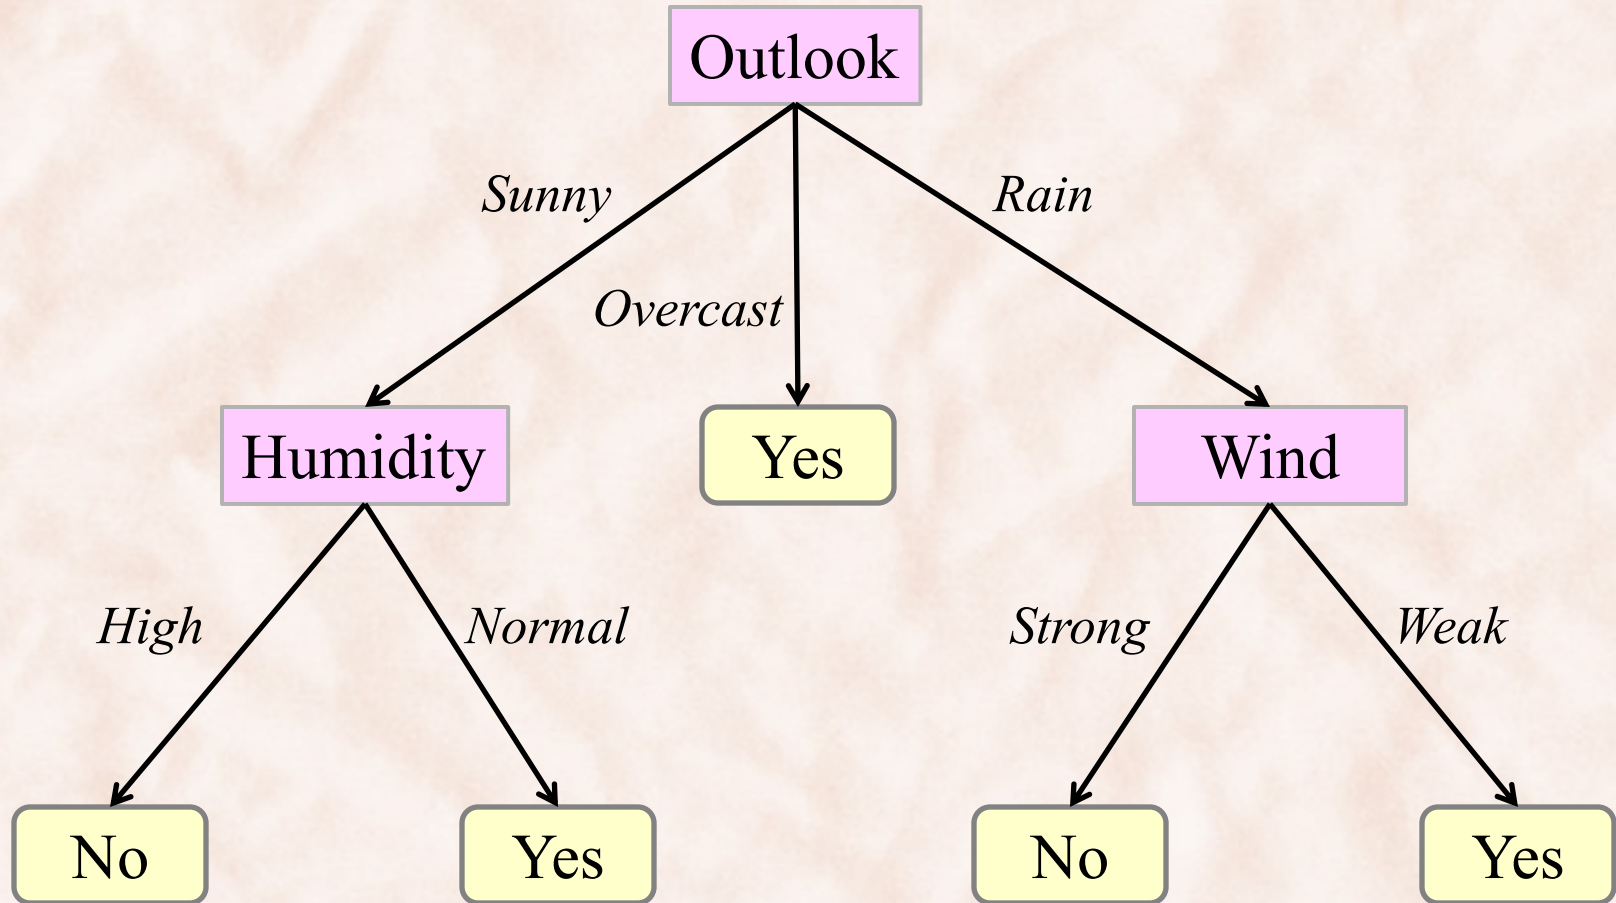 Outlook
Sunny
Rain
Overcast
Humidity
Yes
Wind
High
Normal
Strong
Weak
No
Yes
No
Yes